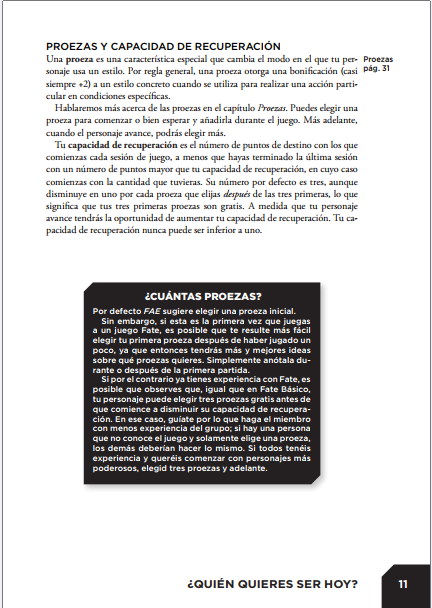 PROEZAS Y CAPACIDAD DE RECUPERACIÓN
Una proeza es una característica especial que cambia el modo en el que tu per-
sonaje usa un estilo. Por regla general, una proeza otorga una bonificación (casi
siempre +2) a un estilo concreto cuando se utiliza para realizar una acción parti-
cular en condiciones específicas.
Proezas
pág. 31
Hablaremos más acerca de las proezas en el capítulo Proezas. Puedes elegir una
proeza para comenzar o bien esperar y añadirla durante el juego. Más adelante,
cuando el personaje avance, podrás elegir más.
Tu capacidad de recuperación es el número de puntos de destino con los que
comienzas cada sesión de juego, a menos que hayas terminado la última sesión
con un número de puntos mayor que tu capacidad de recuperación, en cuyo caso
comienzas con la cantidad que tuvieras. Su número por defecto es tres, aunque
disminuye en uno por cada proeza que elijas después de las tres primeras, lo que
significa que tus tres primeras proezas son gratis. A medida que tu personaje
avance tendrás la oportunidad de aumentar tu capacidad de recuperación. Tu ca-
pacidad de recuperación nunca puede ser inferior a uno.
¿CUÁNTAS PROEZAS?
Por defecto FAE sugiere elegir una proeza inicial.
Sin embargo, si esta es la primera vez que juegas
a un juego Fate, es posible que te resulte más fácil
elegir tu primera proeza después de haber jugado un
poco, ya que entonces tendrás más y mejores ideas
sobre qué proezas quieres. Simplemente anótala du-
rante o después de la primera partida.
Si por el contrario ya tienes experiencia con Fate, es
posible que observes que, igual que en Fate Básico,
tu personaje puede elegir tres proezas gratis antes de
que comience a disminuir su capacidad de recupera-
ción. En ese caso, guíate por lo que haga el miembro
con menos experiencia del grupo; si hay una persona
que no conoce el juego y solamente elige una proeza,
los demás deberían hacer lo mismo. Si todos tenéis
experiencia y queréis comenzar con personajes más
poderosos, elegid tres proezas y adelante.
¿QUIÉN QUIERES SER HOY?
11